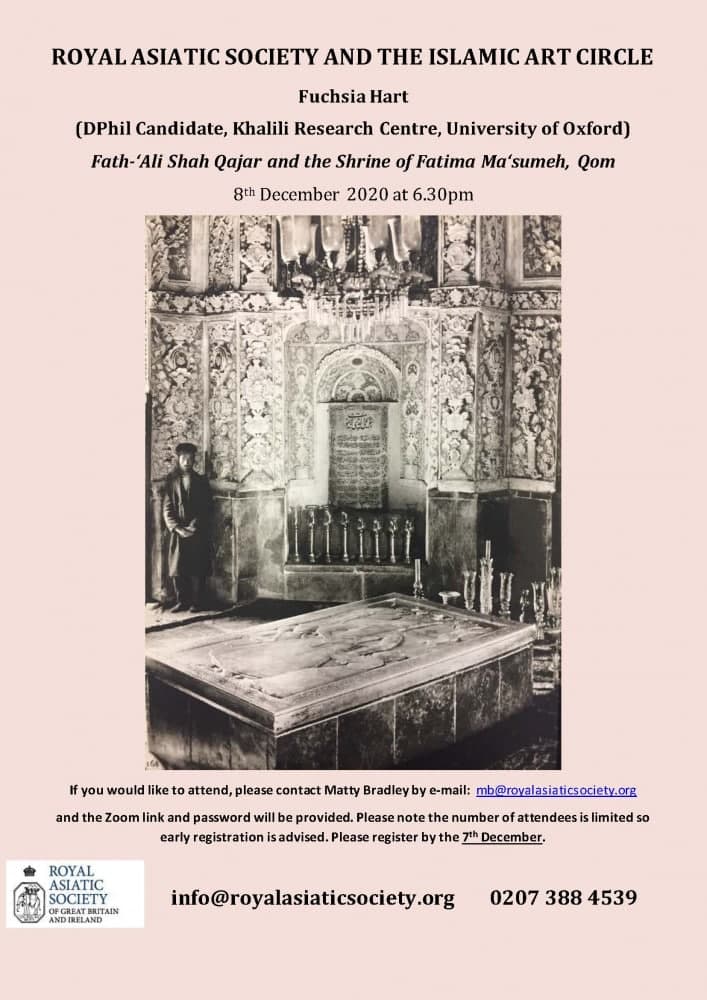 ROYAL ASIATIC SOCIETY AND THE ISLAMIC ART CIRCLE
Fuchsia Hart
(DPhil Candidate, Khalili Research Centre, University of Oxford)
Fath-‘Ali Shah Qajar and the Shrine of Fatima Ma‘sumeh, Qom
8th December 2020 at 6.30pm
If you would like to attend, please contact Matty Bradley by e-mail: mb@royalasiaticsociety.org
and the Zoom link and password will be provided. Please note the number of attendees is limited so
early registration is advised. Please register by the 7th December.
ROYAL
ASIATIC
SOCIETY
OF GREAT BRITAIN
AND IRELAND
info@royalasiaticsociety.org 0207 388 4539